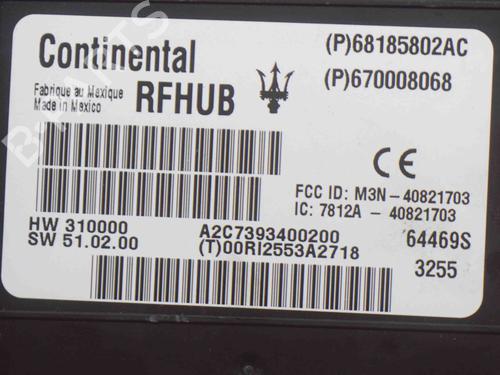 Continental
(P)68185802AC
Fabrique au Mexique
Made in Mexico
RFHUB
(P)670008068
CE
FCC ID: M3N-40821703
IC: 7812A - 40821703
HW 310000
A2C7393400200
64469S
SW 51.02.00
(T)00RI2553A2718
3255